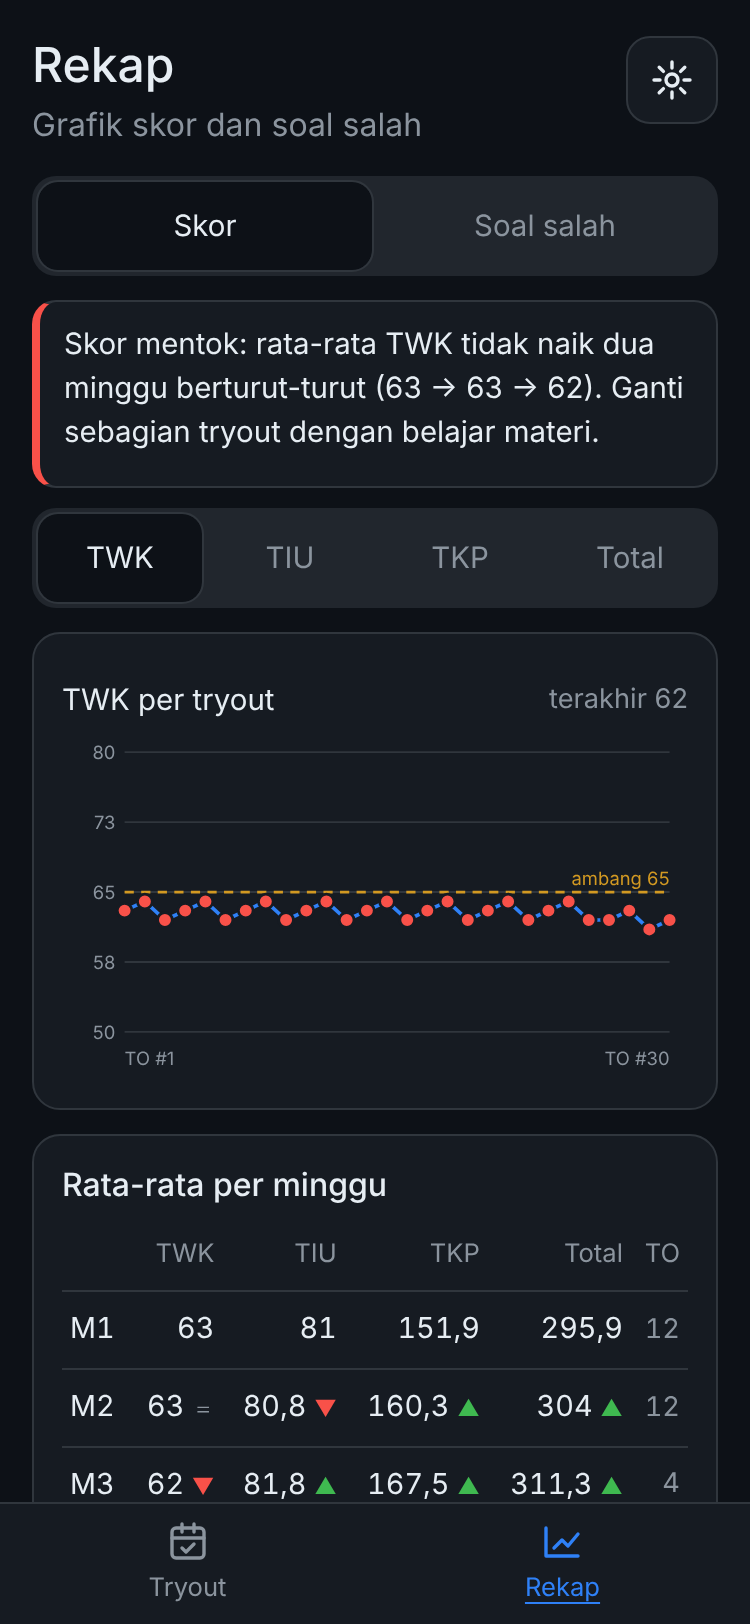 Rekap
Grafik skor dan soal salah
Skor Soal salah
Skor mentok: rata-rata TWK tidak naik dua
minggu berturut-turut (63 → 63 → 62). Ganti
sebagian tryout dengan belajar materi.
TWK TIU TKP Total
TWK per tryout terakhir 62
80
73
ambang 65
65
58
50
TO #1 TO #30
Rata-rata per minggu
TWK TIU TKP Total TO
M1 63 81 151,9 295,9 12
M2 63 = 80,8 ▼ 160,3 ▲ 304 ▲ 12
M3 62 ▼ 81,8 ▲ 167,5 ▲ 311,3 ▲ 4
Tryout Rekap